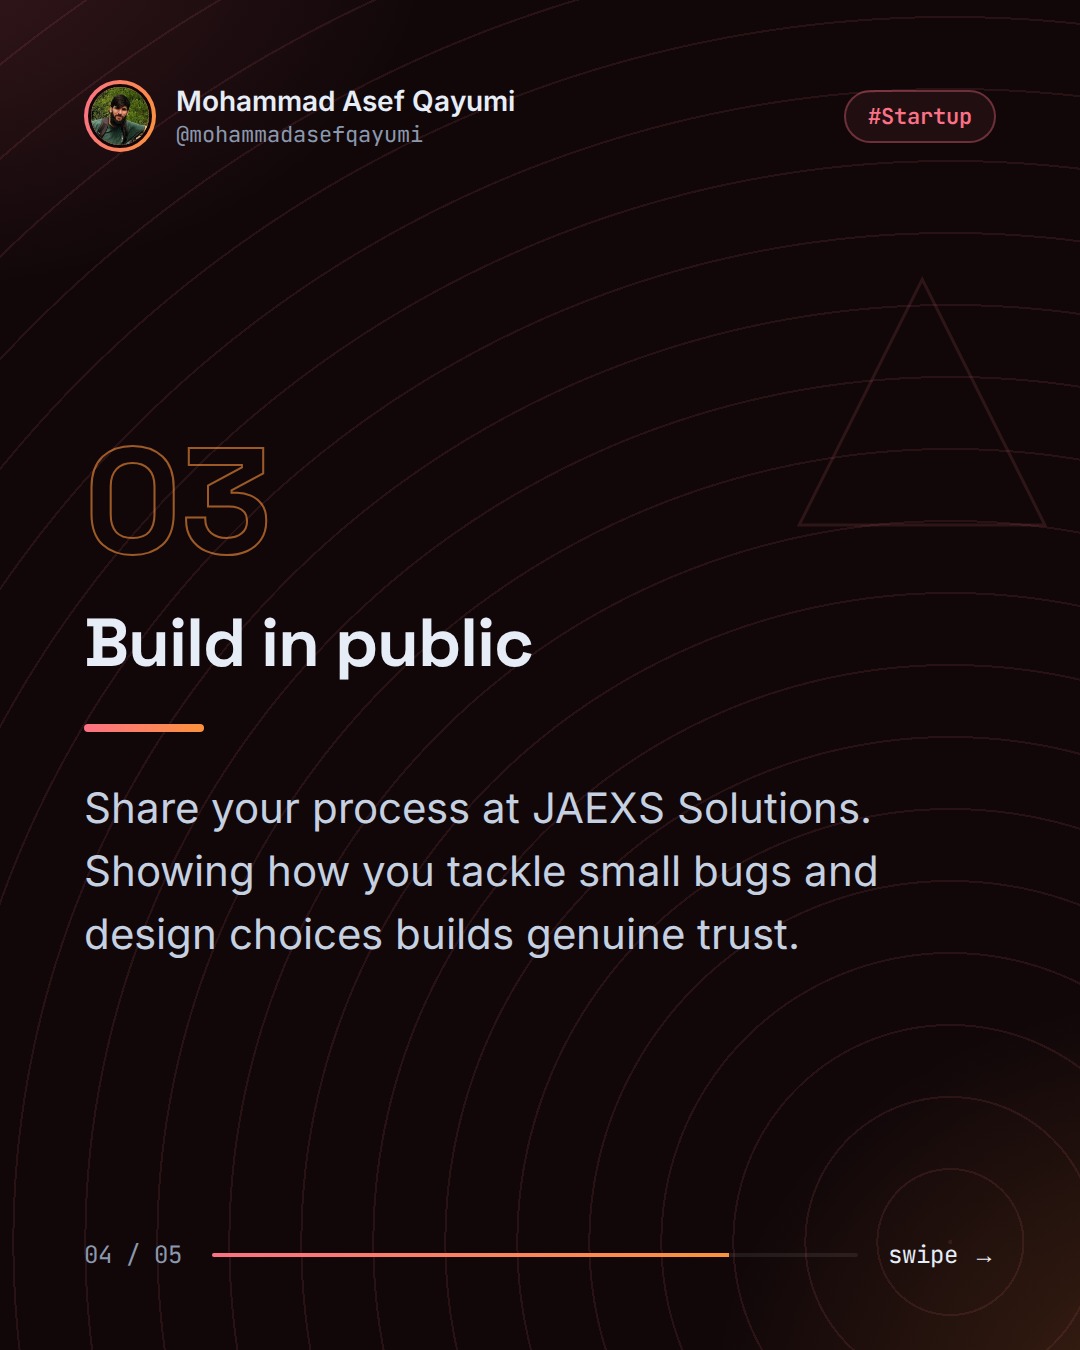 Mohammad Asef Qayumi
@mohammadasefqayumi
#Startup
03
Build in public
Share your process at JAEXS Solutions.
Showing how you tackle small bugs and
design choices builds genuine trust.
04 / 05
swipe →